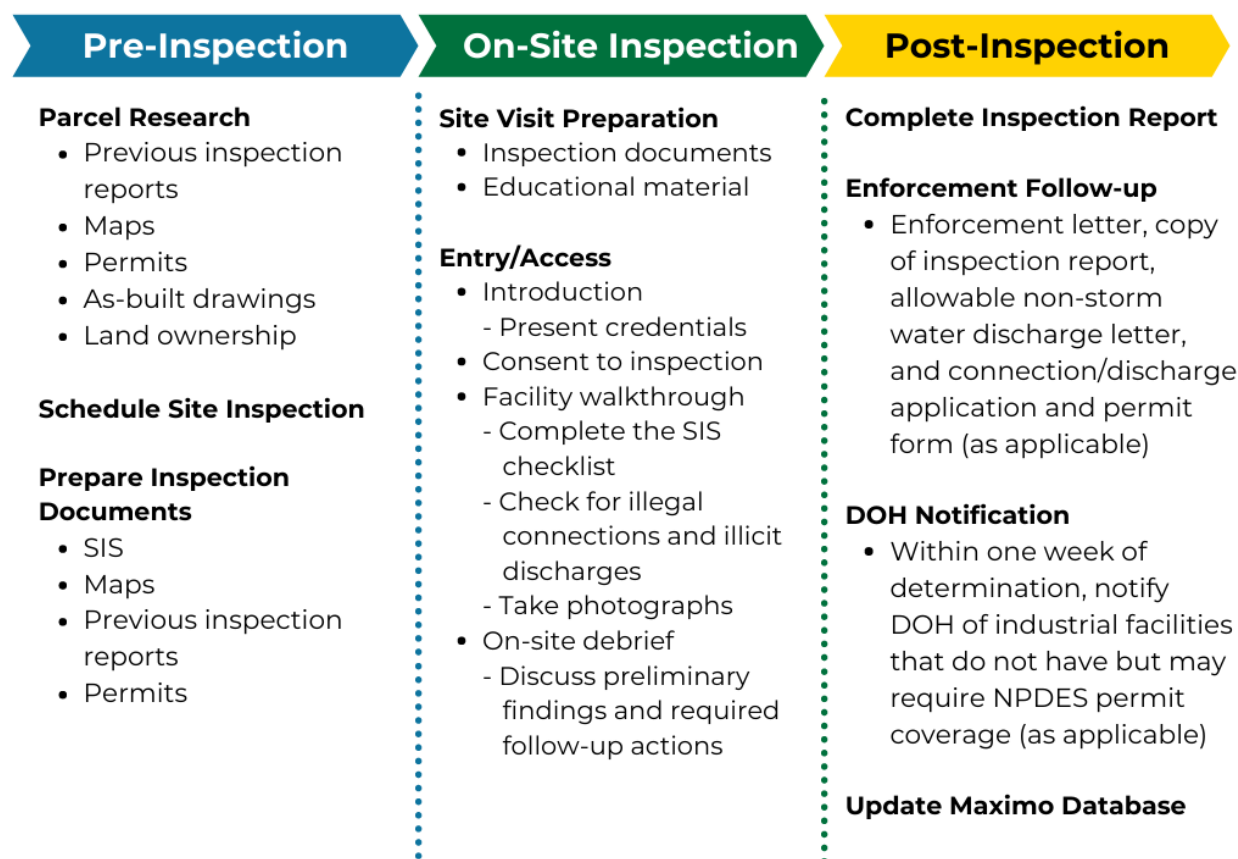 Pre-Inspection
On-Site Inspection
Post-Inspection
Parcel Research
• Previous inspection
reports
• Maps
• Permits
• As-built drawings
• Land ownership
Schedule Site Inspection
Prepare Inspection
Documents
• SIS
• Maps
• Previous inspection
reports
• Permits
Site Visit Preparation
• Inspection documents
• Educational material
Entry/Access
• Introduction
- Present credentials
• Consent to inspection
• Facility walkthrough
- Complete the SIS
checklist
- Check for illegal
connections and illicit
discharges
- Take photographs
• On-site debrief
- Discuss preliminary
findings and required
follow-up actions
Complete Inspection Report
Enforcement Follow-up
• Enforcement letter, copy
of inspection report,
allowable non-storm
water discharge letter,
and connection/discharge
application and permit
form (as applicable)
DOH Notification
• Within one week of
determination, notify
DOH of industrial facilities
that do not have but may
require NPDES permit
coverage (as applicable)
Update Maximo Database